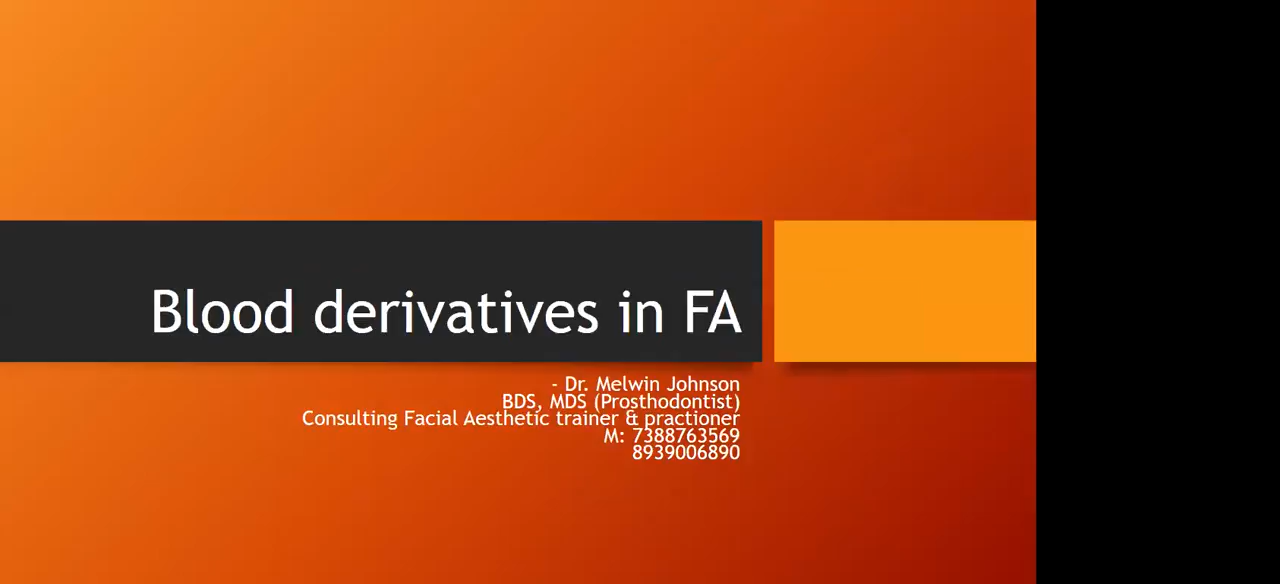 Blood derivatives in FA
- Dr. Melwin Johnson
BDS, MDS (Prosthodontist)
Consulting Facial Aesthetic trainer & practioner
M: 7388763569
8939006890